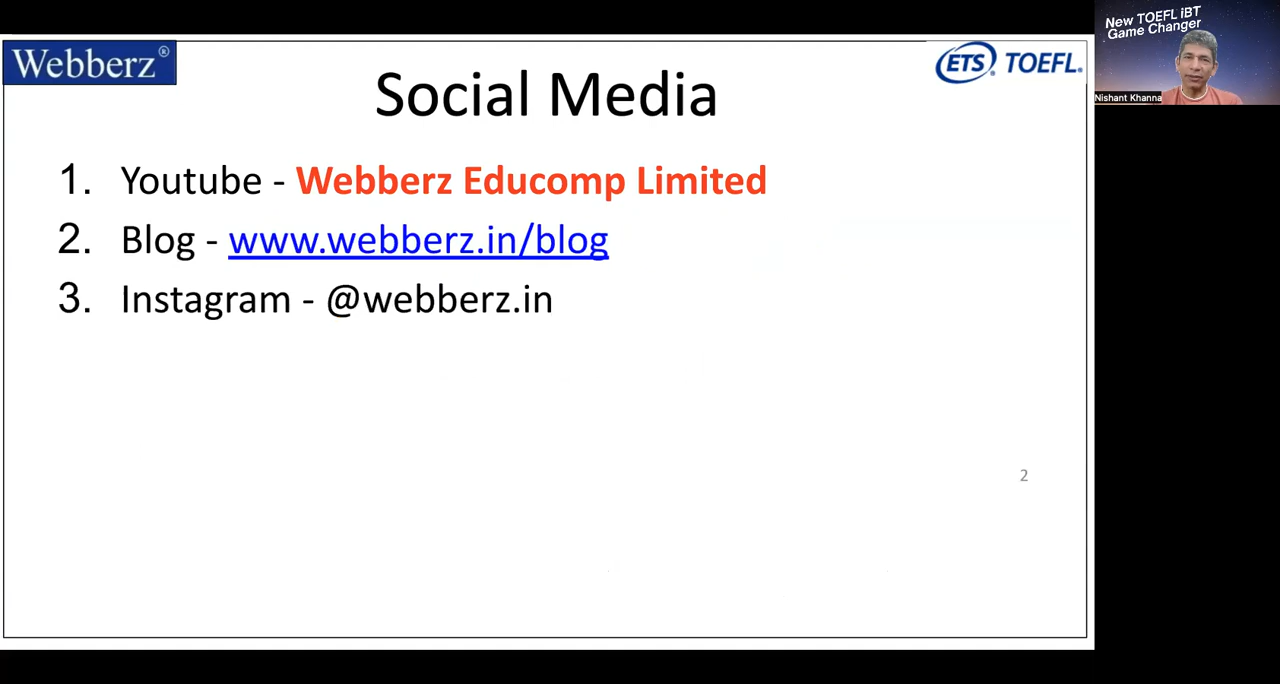 Webberz®
ETS® TOEFL®
New TOEFL iBT
Game Changer
Nishant Khanna
Social Media
1. Youtube - Webberz Educomp Limited
2. Blog - www.webberz.in/blog
3. Instagram - @webberz.in
2